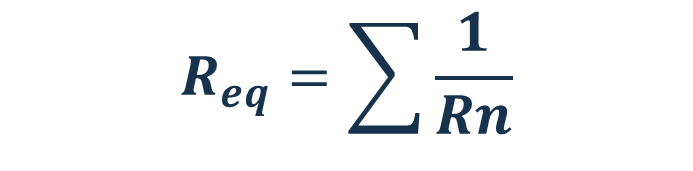 R_eq = ∑ 1/Rn